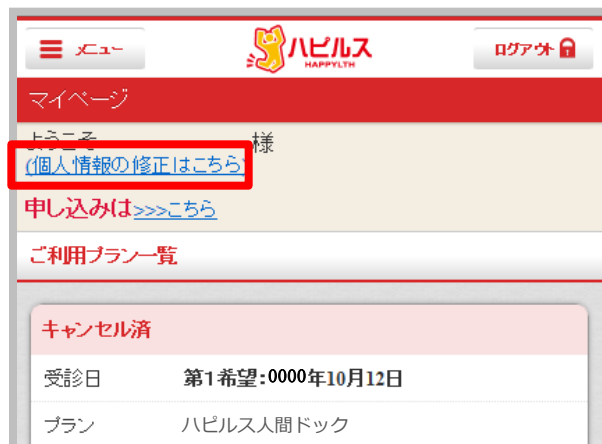 メニュー
ハピルス
HAPPYLTH
ログアウト
マイページ
ようこそ 様
(個人情報の修正はこちら)
申し込みは>>>こちら
ご利用プラン一覧
キャンセル済
受診日 第1希望:0000年10月12日
プラン ハピルス人間ドック